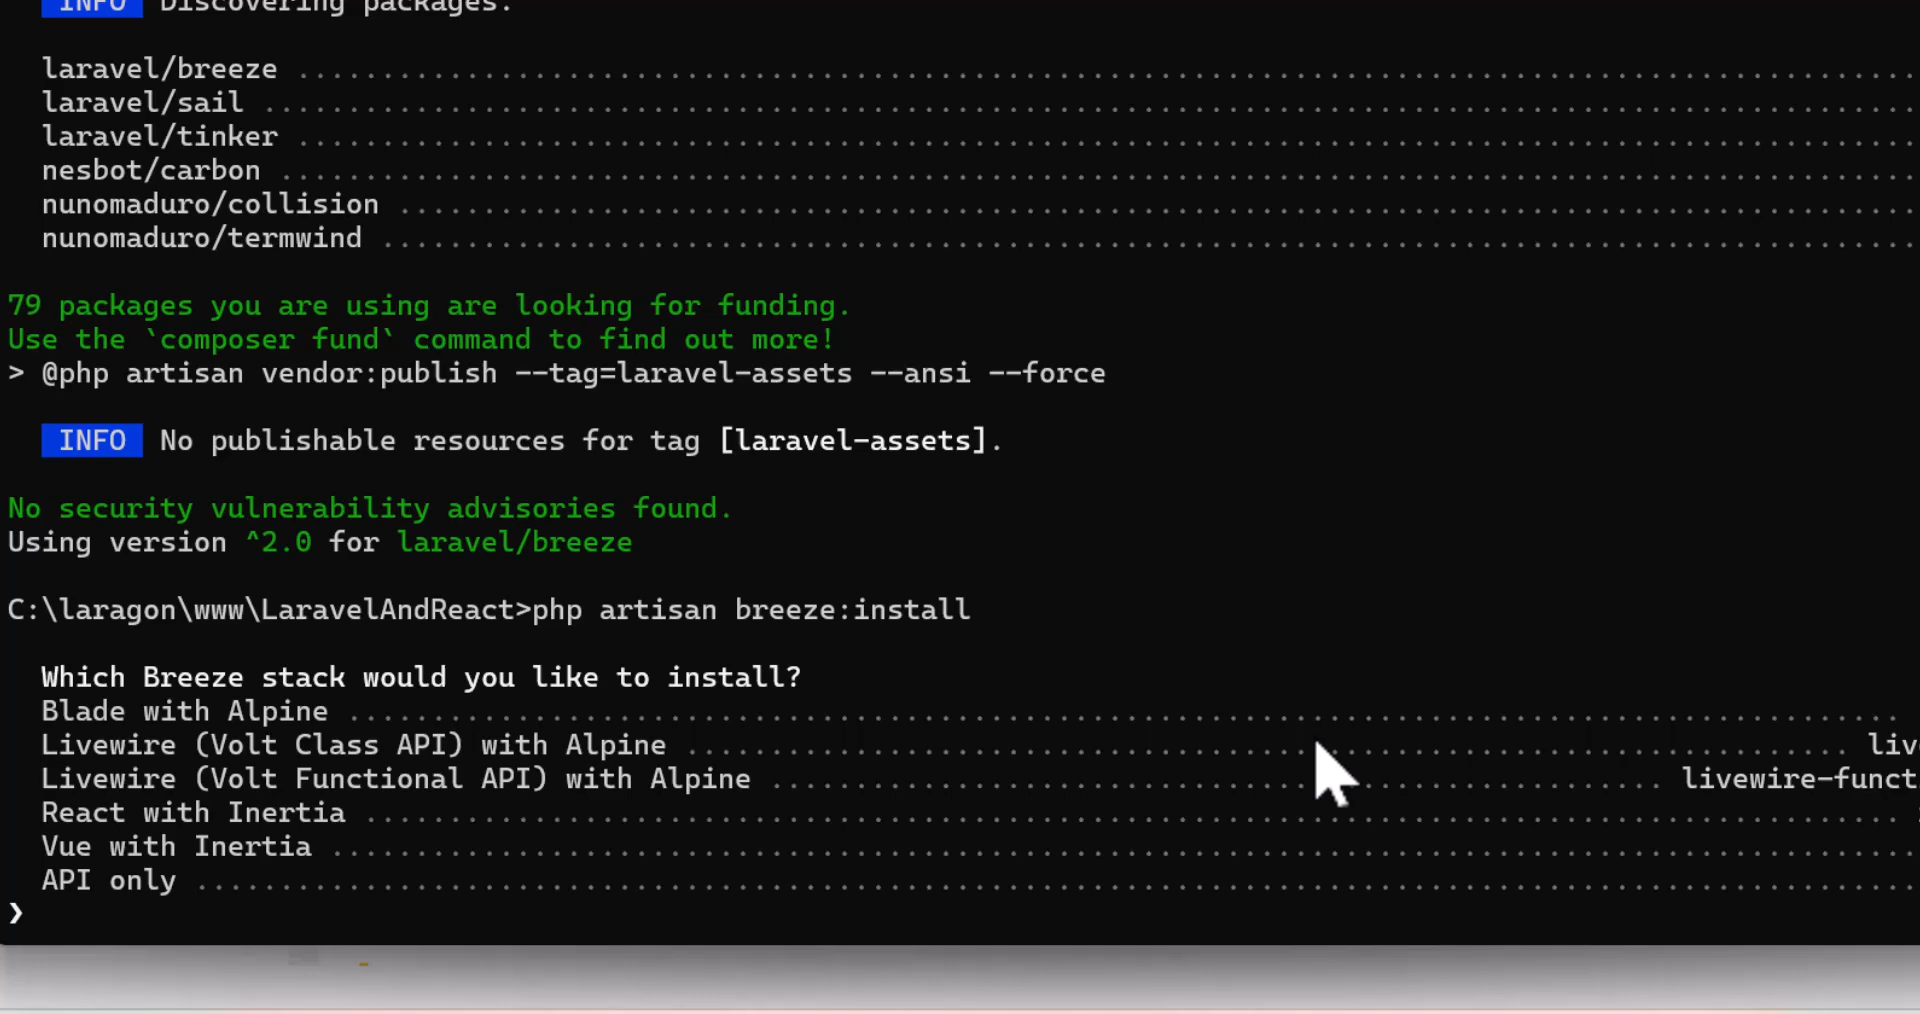 INFO Discovering packages.
laravel/breeze
laravel/sail
laravel/tinker
nesbot/carbon
nunomaduro/collision
nunomaduro/termwind
79 packages you are using are looking for funding.
Use the `composer fund` command to find out more!
> @php artisan vendor:publish --tag=laravel-assets --ansi --force
INFO No publishable resources for tag [laravel-assets].
No security vulnerability advisories found.
Using version ^2.0 for laravel/breeze
C:\laragon\www\LaravelAndReact>php artisan breeze:install
Which Breeze stack would you like to install?
Blade with Alpine
Livewire (Volt Class API) with Alpine liv
Livewire (Volt Functional API) with Alpine livewire-funct
React with Inertia
Vue with Inertia
API only
❯